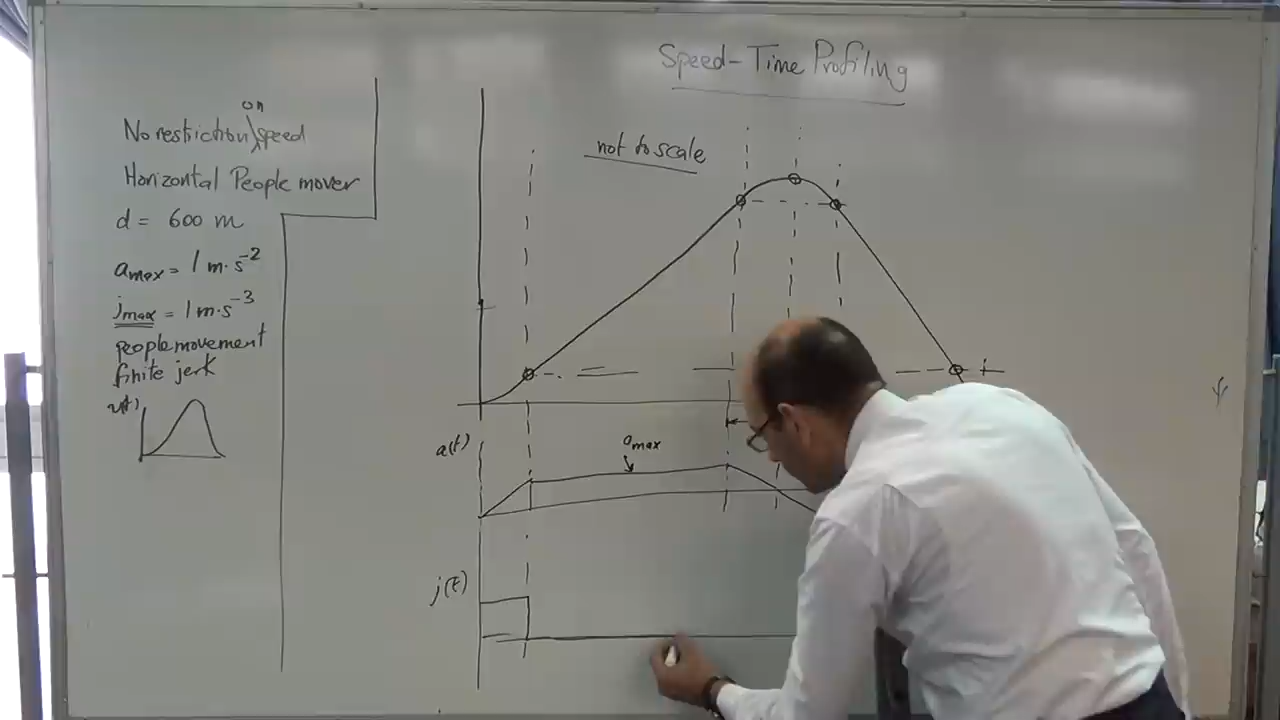 Speed-Time Profiling
on
No restriction speed
Horizontal People mover
d = 600 m
amax = 1 m·s⁻²
jmax = 1 m·s⁻³
people movement
finite jerk
v(t)
not to scale
a(t)
amax
j(t)